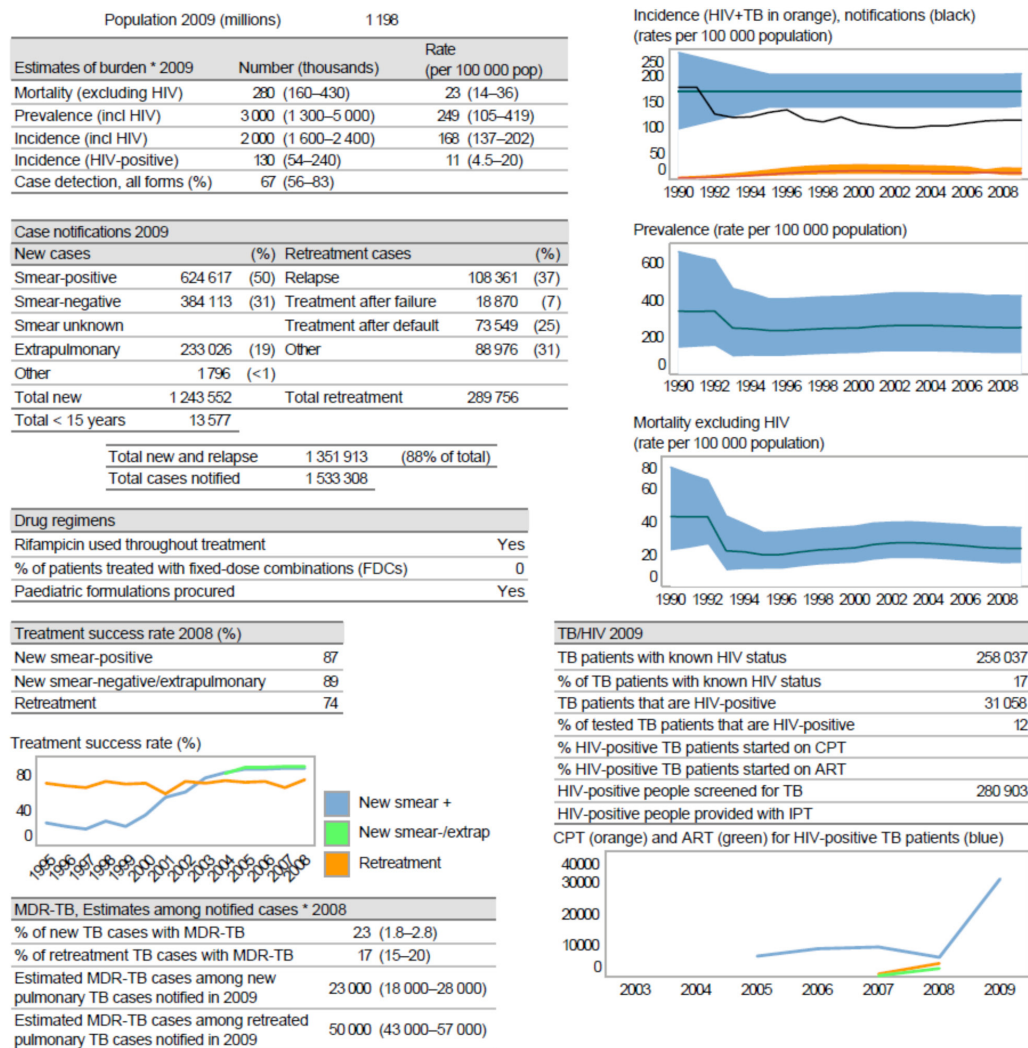 Population 2009 (millions) 1 198
Estimates of burden * 2009 Number (thousands) Rate (per 100 000 pop)
Mortality (excluding HIV) 280 (160–430) 23 (14–36)
Prevalence (incl HIV) 3 000 (1 300–5 000) 249 (105–419)
Incidence (incl HIV) 2 000 (1 600–2 400) 168 (137–202)
Incidence (HIV-positive) 130 (54–240) 11 (4.5–20)
Case detection, all forms (%) 67 (56–83)
Case notifications 2009
New cases (%) Retreatment cases (%)
Smear-positive 624 617 (50) Relapse 108 361 (37)
Smear-negative 384 113 (31) Treatment after failure 18 870 (7)
Smear unknown Treatment after default 73 549 (25)
Extrapulmonary 233 026 (19) Other 88 976 (31)
Other 1 796 (<1)
Total new 1 243 552 Total retreatment 289 756
Total < 15 years 13 577
Total new and relapse 1 351 913 (88% of total)
Total cases notified 1 533 308
Drug regimens
Rifampicin used throughout treatment Yes
% of patients treated with fixed-dose combinations (FDCs) 0
Paediatric formulations procured Yes
Treatment success rate 2008 (%)
New smear-positive 87
New smear-negative/extrapulmonary 89
Retreatment 74
Treatment success rate (%)
80
40
0
1995 1996 1997 1998 1999 2000 2001 2002 2003 2004 2005 2006 2007 2008
New smear +
New smear-/extrap
Retreatment
MDR-TB, Estimates among notified cases * 2008
% of new TB cases with MDR-TB 23 (1.8–2.8)
% of retreatment TB cases with MDR-TB 17 (15–20)
Estimated MDR-TB cases among new
pulmonary TB cases notified in 2009 23 000 (18 000–28 000)
Estimated MDR-TB cases among retreated
pulmonary TB cases notified in 2009 50 000 (43 000–57 000)
Incidence (HIV+TB in orange), notifications (black)
(rates per 100 000 population)
250
200
150
100
50
0
1990 1992 1994 1996 1998 2000 2002 2004 2006 2008
Prevalence (rate per 100 000 population)
600
400
200
0
1990 1992 1994 1996 1998 2000 2002 2004 2006 2008
Mortality excluding HIV
(rate per 100 000 population)
80
60
40
20
0
1990 1992 1994 1996 1998 2000 2002 2004 2006 2008
TB/HIV 2009
TB patients with known HIV status 258 037
% of TB patients with known HIV status 17
TB patients that are HIV-positive 31 058
% of tested TB patients that are HIV-positive 12
% HIV-positive TB patients started on CPT
% HIV-positive TB patients started on ART
HIV-positive people screened for TB 280 903
HIV-positive people provided with IPT
CPT (orange) and ART (green) for HIV-positive TB patients (blue)
40000
30000
20000
10000
0
2003 2004 2005 2006 2007 2008 2009